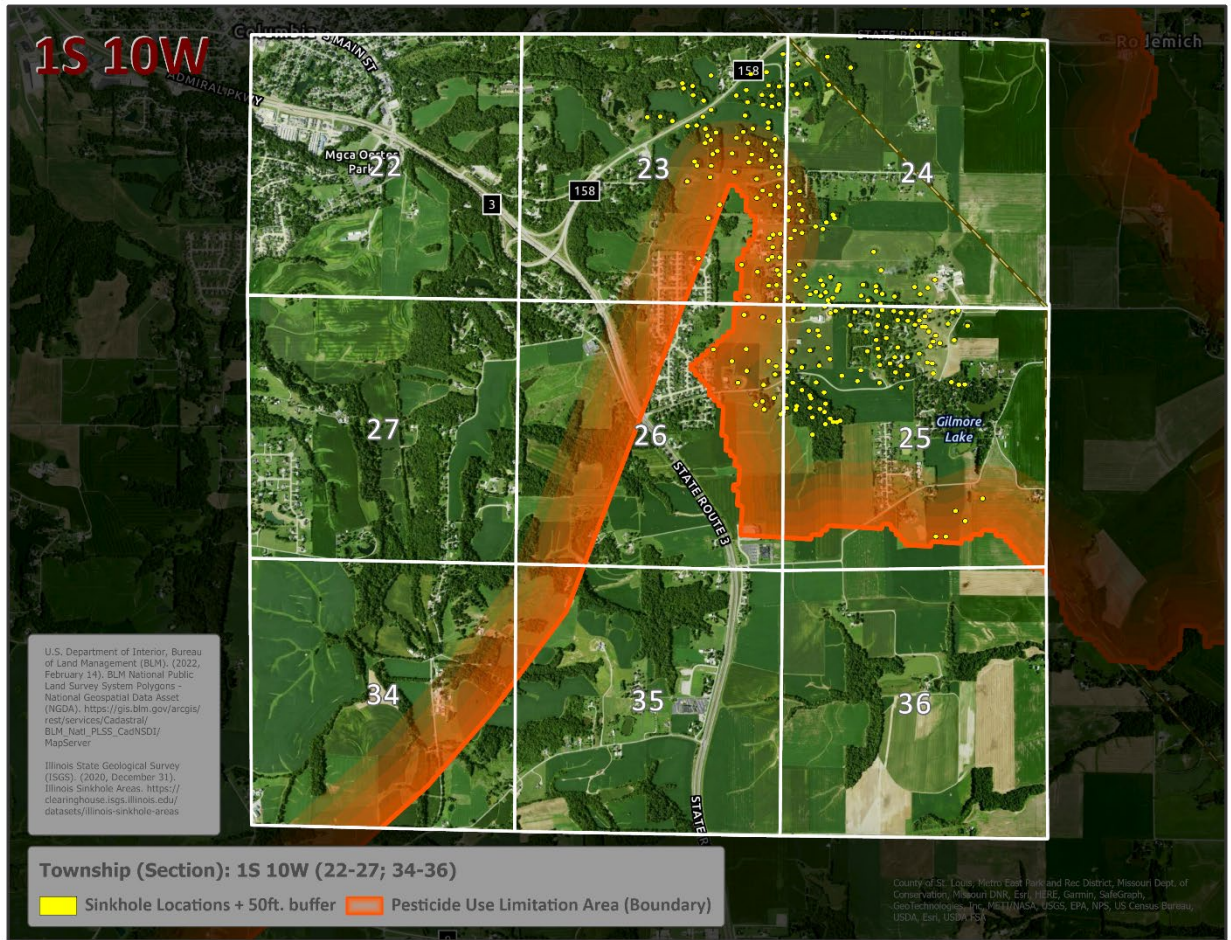 1S 10W
Columbia
S MAIN ST
ADMIRAL PKWY
STATE ROUTE 158
Rodemich
158
Mgca Oerter
Park
22
23
24
158
3
27
26
25
Gilmore
Lake
STATE ROUTE 3
34
35
36
STATE R
U.S. Department of Interior, Bureau
of Land Management (BLM). (2022,
February 14). BLM National Public
Land Survey System Polygons -
National Geospatial Data Asset
(NGDA). https://gis.blm.gov/arcgis/
rest/services/Cadastral/
BLM_Natl_PLSS_CadNSDI/
MapServer
Illinois State Geological Survey
(ISGS). (2020, December 31).
Illinois Sinkhole Areas. https://
clearinghouse.isgs.illinois.edu/
datasets/illinois-sinkhole-areas
Township (Section): 1S 10W (22-27; 34-36)
Sinkhole Locations + 50ft. buffer
Pesticide Use Limitation Area (Boundary)
County of St. Louis, Metro East Park and Rec District, Missouri Dept. of
Conservation, Missouri DNR, Esri, HERE, Garmin, SafeGraph,
GeoTechnologies, Inc, METI/NASA, USGS, EPA, NPS, US Census Bureau,
USDA, Esri, USDA FSA